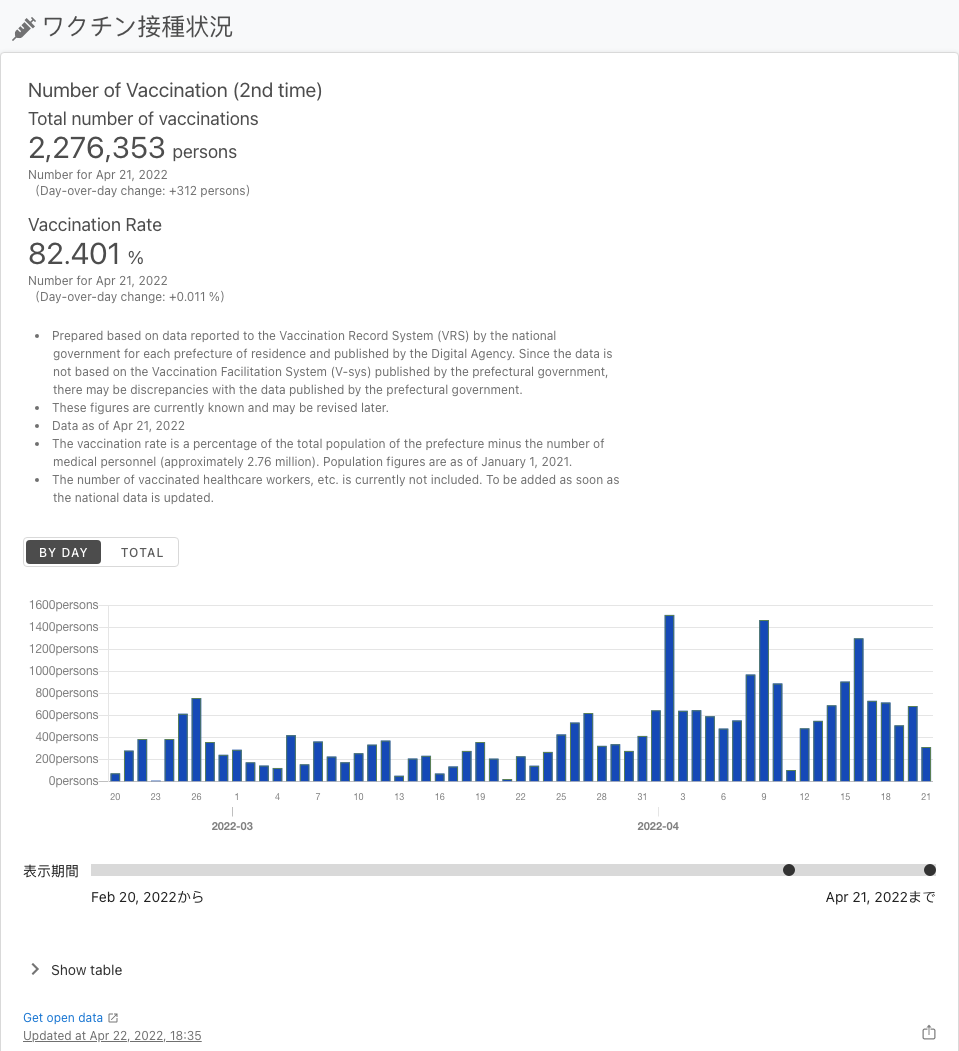 ワクチン接種状況
Number of Vaccination (2nd time)
Total number of vaccinations
2,276,353 persons
Number for Apr 21, 2022
(Day-over-day change: +312 persons)
Vaccination Rate
82.401 %
Number for Apr 21, 2022
(Day-over-day change: +0.011 %)
• Prepared based on data reported to the Vaccination Record System (VRS) by the national
government for each prefecture of residence and published by the Digital Agency. Since the data is
not based on the Vaccination Facilitation System (V-sys) published by the prefectural government,
there may be discrepancies with the data published by the prefectural government.
• These figures are currently known and may be revised later.
• Data as of Apr 21, 2022
• The vaccination rate is a percentage of the total population of the prefecture minus the number of
medical personnel (approximately 2.76 million). Population figures are as of January 1, 2021.
• The number of vaccinated healthcare workers, etc. is currently not included. To be added as soon as
the national data is updated.
BY DAY TOTAL
1600persons
1400persons
1200persons
1000persons
800persons
600persons
400persons
200persons
0persons
20 23 26 1 4 7 10 13 16 19 22 25 28 31 3 6 9 12 15 18 21
2022-03 2022-04
表示期間
Feb 20, 2022から Apr 21, 2022まで
Show table
Get open data
Updated at Apr 22, 2022, 18:35